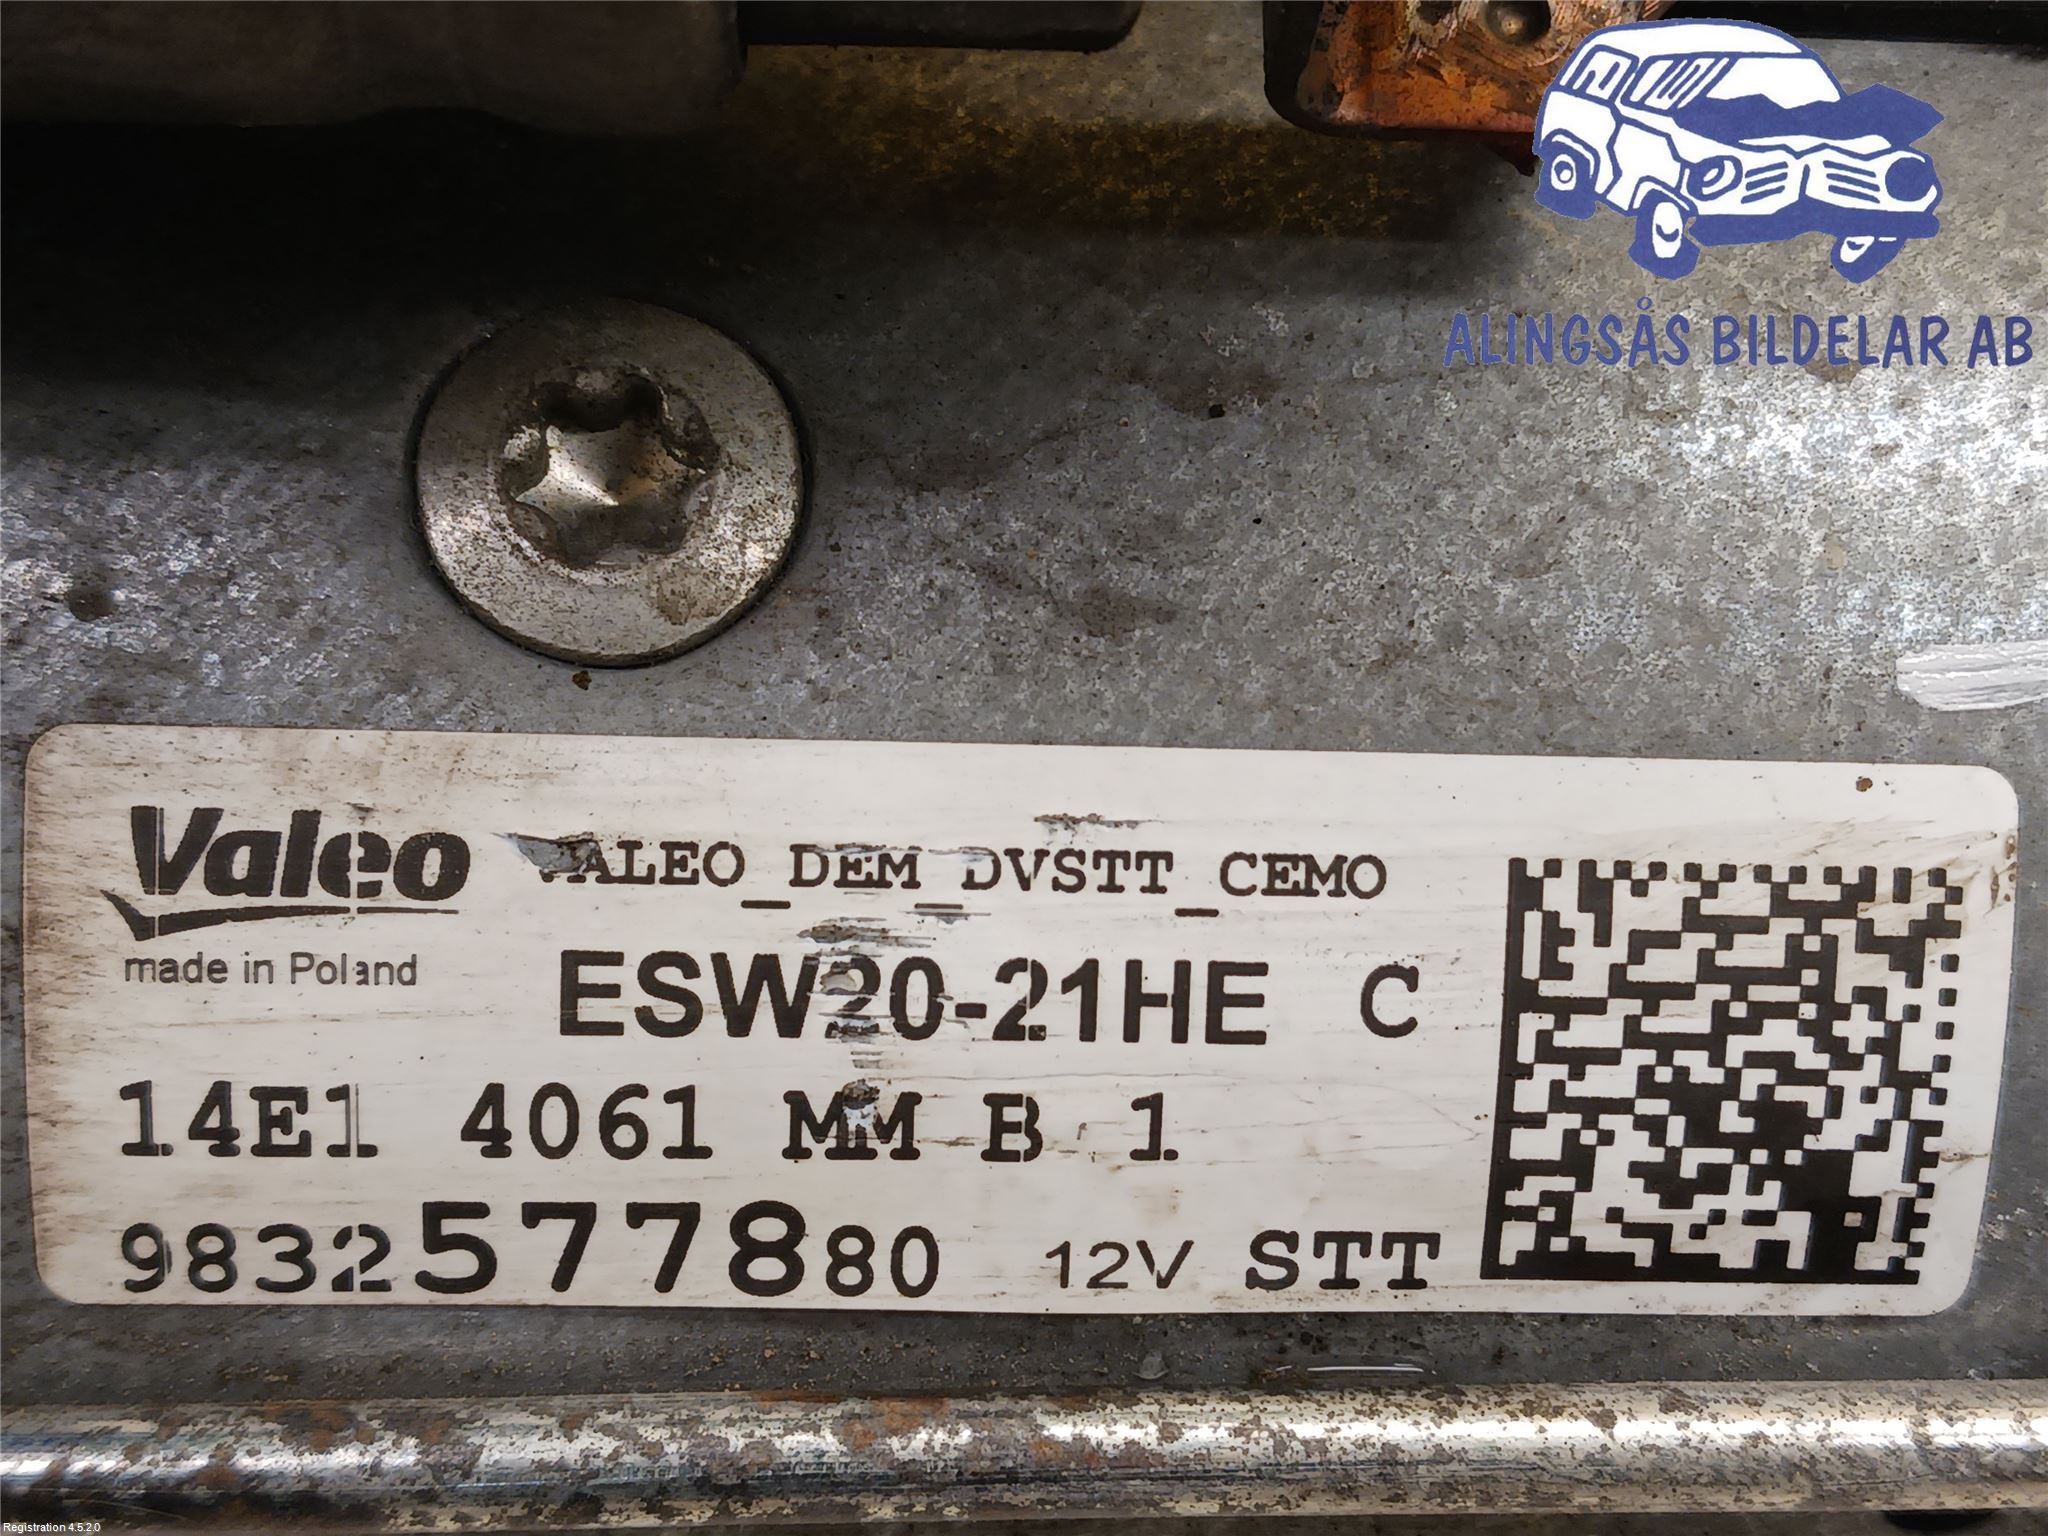 ALINGSÅS BILDELAR AB
Valeo
VALEO_DEM_DVSTT_CEMO
made in Poland
ESW20-21HE C
14E1 4061 MM B 1
9832577880 12V STT
Registration 4.5.2.0